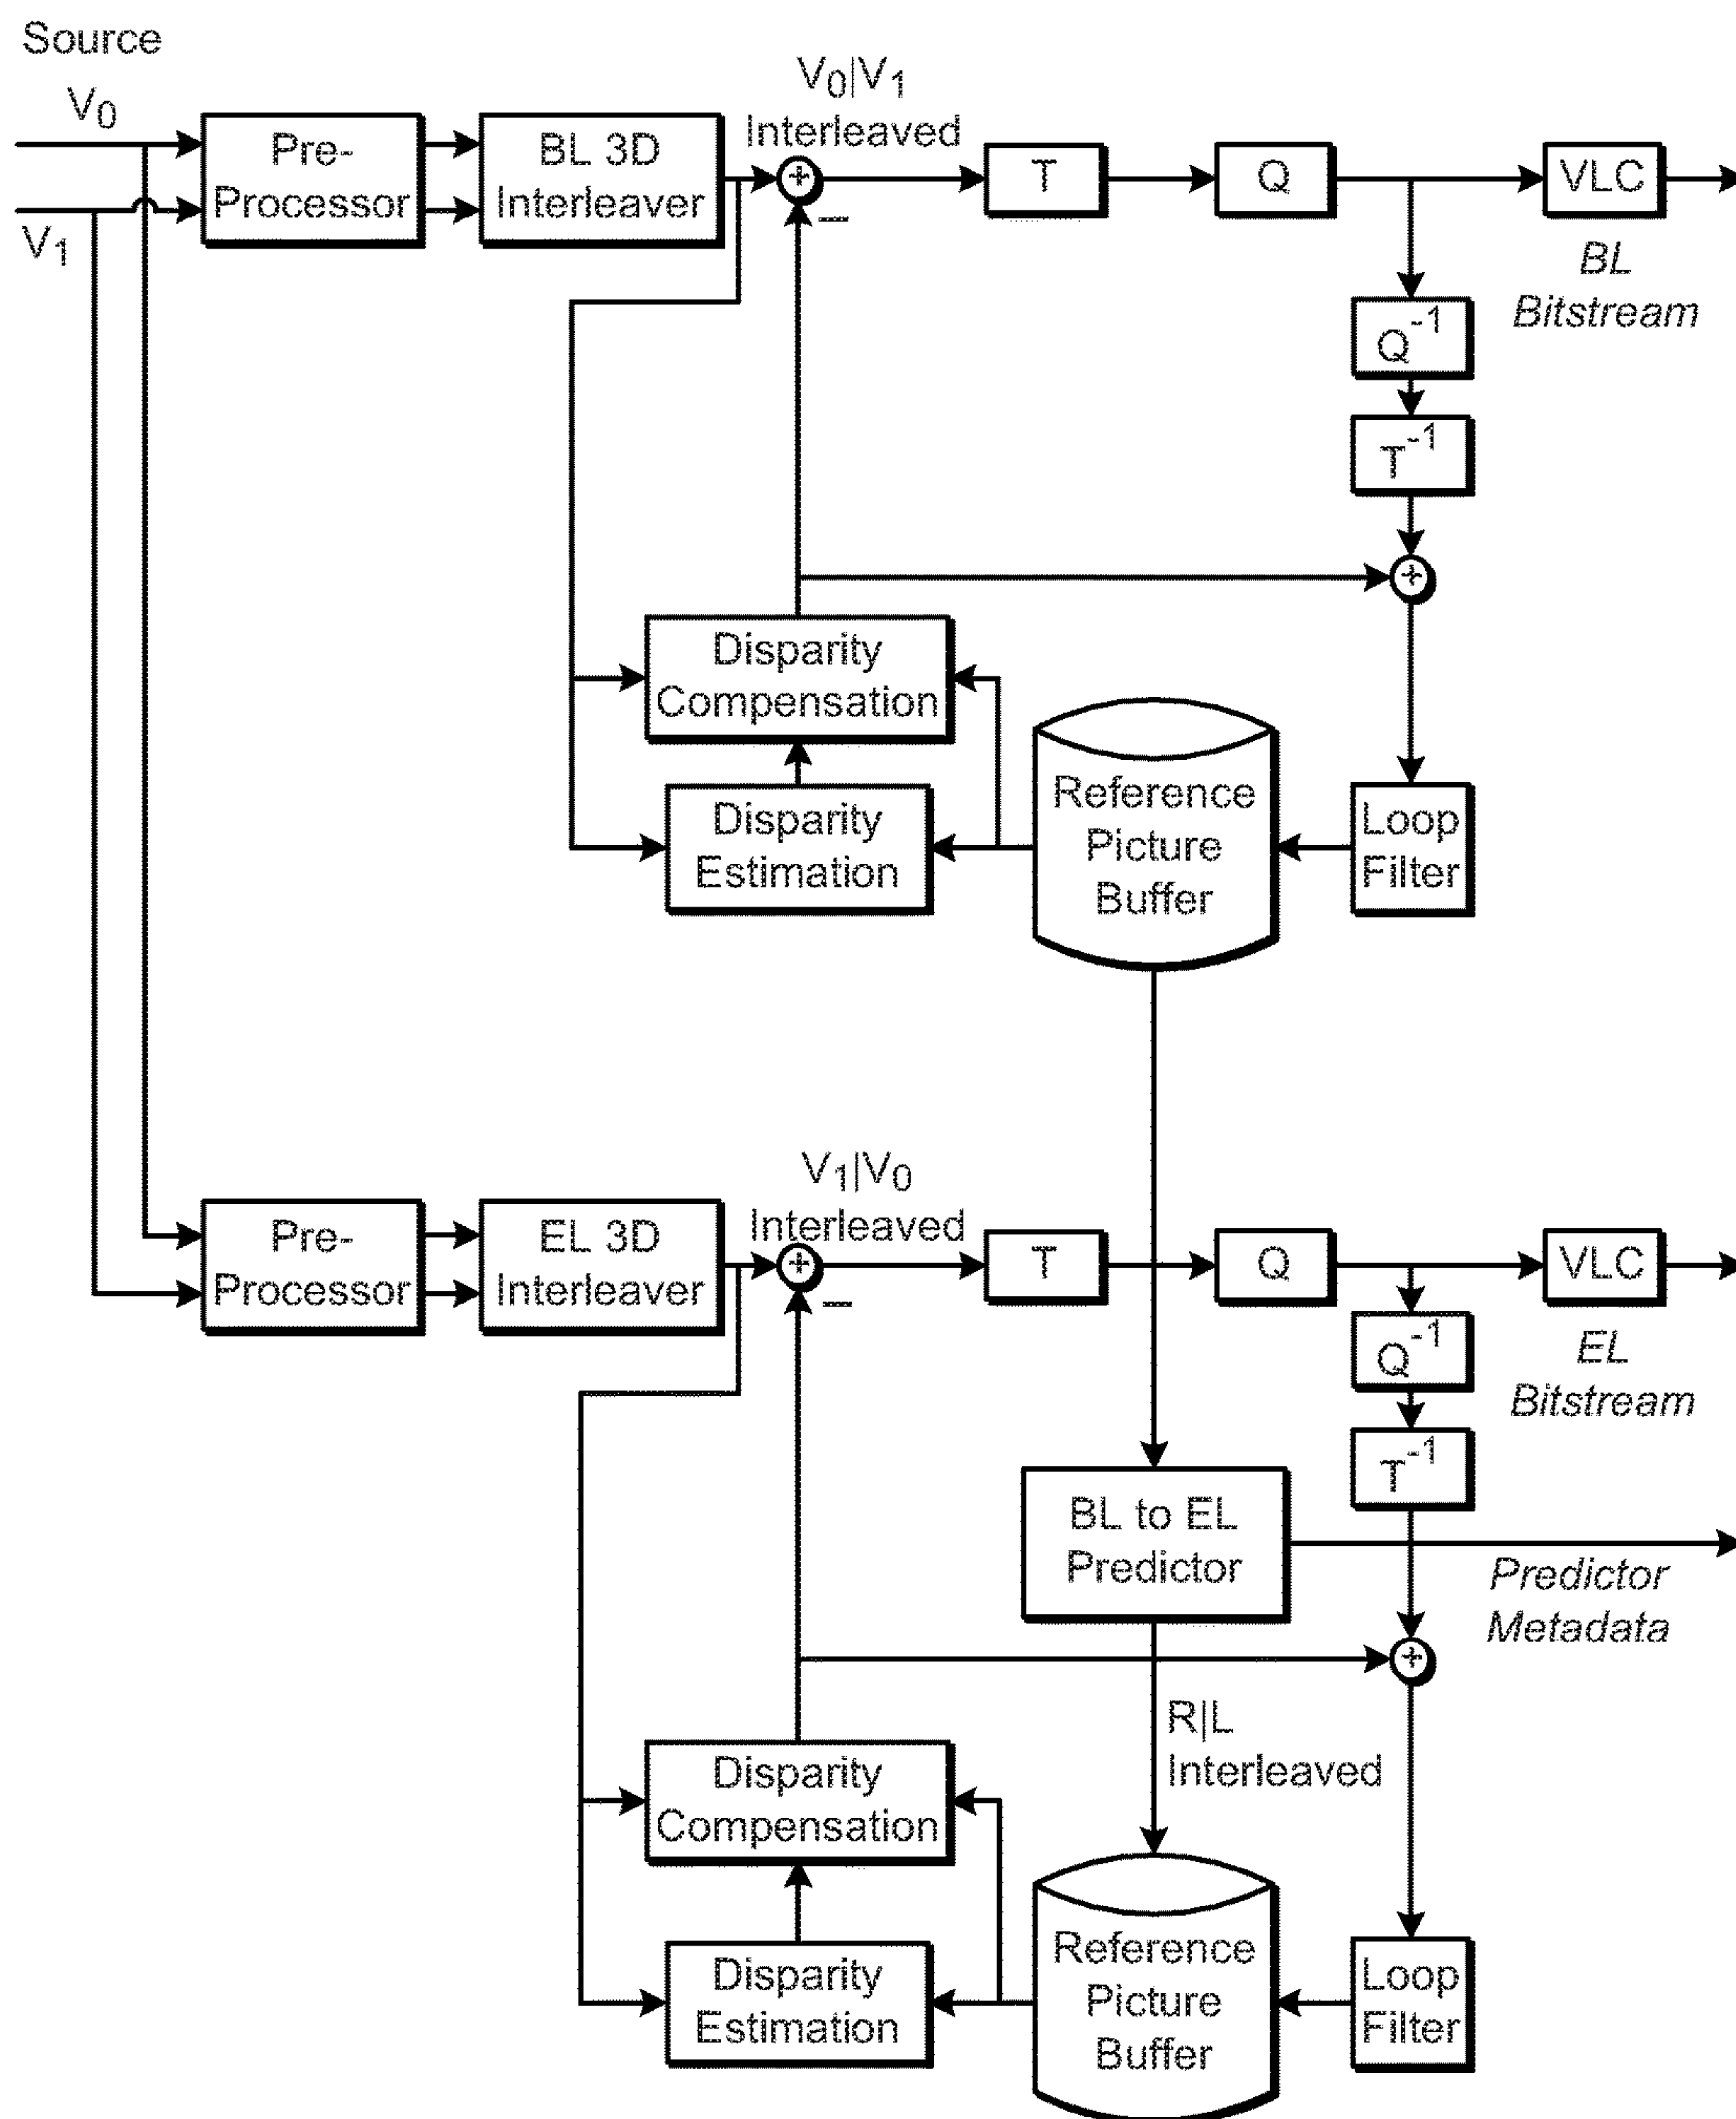 Source
V₀
V₁
Pre-
Processor
BL 3D
Interleaver
V₀|V₁
Interleaved
+
–
T
Q
VLC
BL
Bitstream
Q⁻¹
T⁻¹
+
Disparity
Compensation
Disparity
Estimation
Reference
Picture
Buffer
Loop
Filter
Pre-
Processor
EL 3D
Interleaver
V₁|V₀
Interleaved
+
–
T
Q
VLC
EL
Bitstream
Q⁻¹
T⁻¹
BL to EL
Predictor
Predictor
Metadata
+
R|L
Interleaved
Disparity
Compensation
Disparity
Estimation
Reference
Picture
Buffer
Loop
Filter